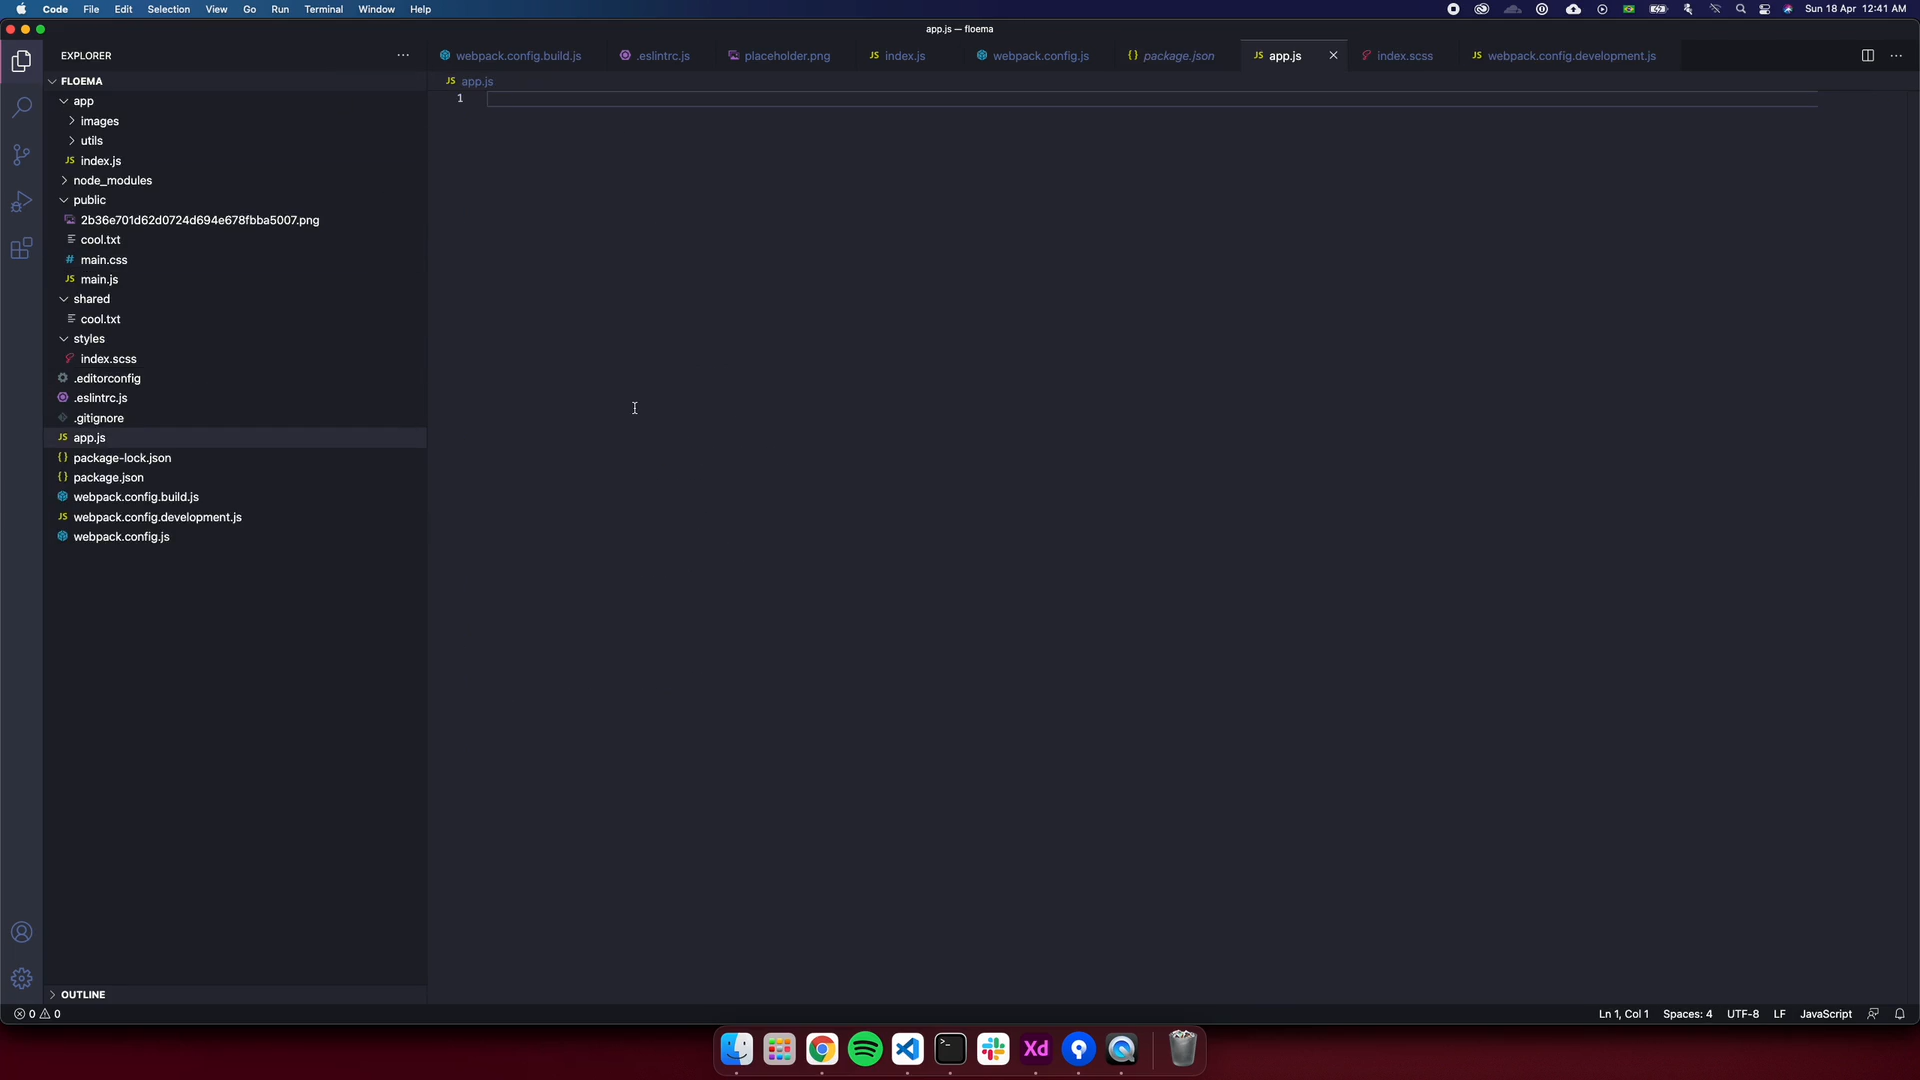 Code File Edit Selection View Go Run Terminal Window Help Sun 18 Apr 12:41 AM
app.js — floema
EXPLORER ···
webpack.config.build.js .eslintrc.js placeholder.png JS index.js webpack.config.js {} package.json JS app.js index.scss JS webpack.config.development.js
FLOEMA
JS app.js
1
app
images
utils
JS index.js
node_modules
public
2b36e701d62d0724d694e678fbba5007.png
cool.txt
# main.css
JS main.js
shared
cool.txt
styles
index.scss
.editorconfig
.eslintrc.js
.gitignore
JS app.js
{} package-lock.json
{} package.json
webpack.config.build.js
JS webpack.config.development.js
webpack.config.js
OUTLINE
0 0 Ln 1, Col 1 Spaces: 4 UTF-8 LF JavaScript
Xd